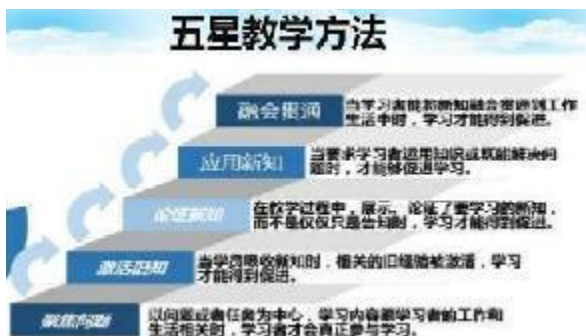 五星教学方法
融会贯通
当学习者能将新知融会贯通到工作
生活中时，学习才能得到促进。
应用新知
当要求学习者运用知识或技能解决问
题时，才能够促进学习。
论证新知
在教学过程中，展示、论证了要学习的新知，
而不是仅仅只是告知时，学习才能得到促进。
激活旧知
当学员吸收新知时，相关的旧经验被激活，学习
才能得到促进。
聚焦问题
以问题或者任务为中心，学习内容跟学习者的工作和
生活相关时，学习者才会真正参与学习。